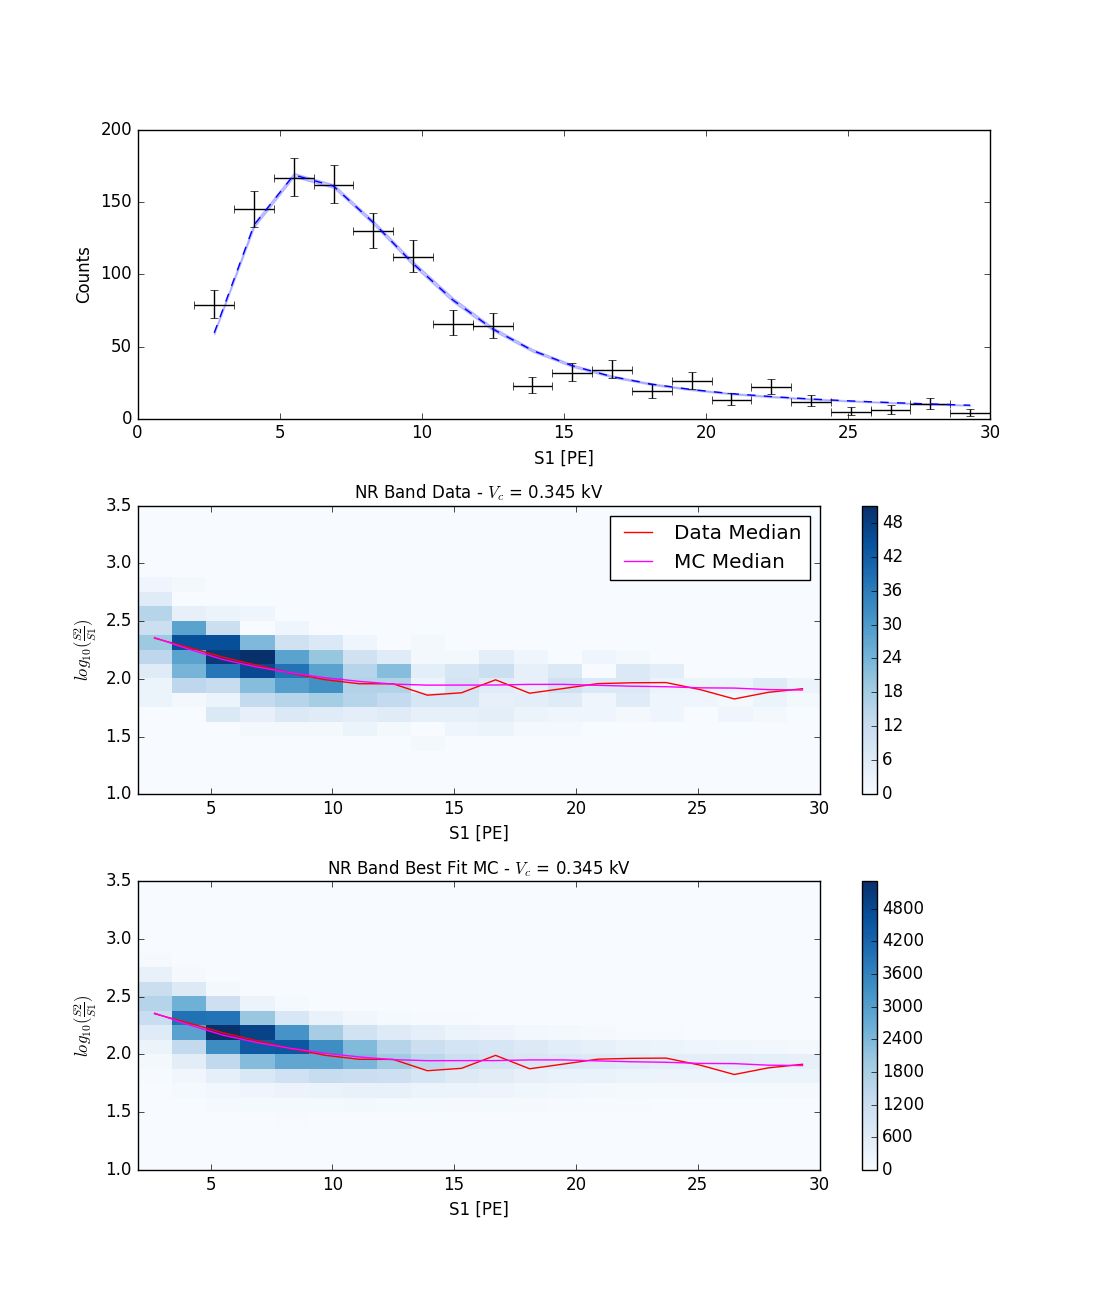 200
150
100
50
0
Counts
0 5 10 15 20 25 30
S1 [PE]
NR Band Data - V_c = 0.345 kV
3.5
3.0
2.5
2.0
1.5
1.0
log_10(S2/S1)
Data Median
MC Median
48
42
36
30
24
18
12
6
0
5 10 15 20 25 30
S1 [PE]
NR Band Best Fit MC - V_c = 0.345 kV
3.5
3.0
2.5
2.0
1.5
1.0
log_10(S2/S1)
4800
4200
3600
3000
2400
1800
1200
600
0
5 10 15 20 25 30
S1 [PE]